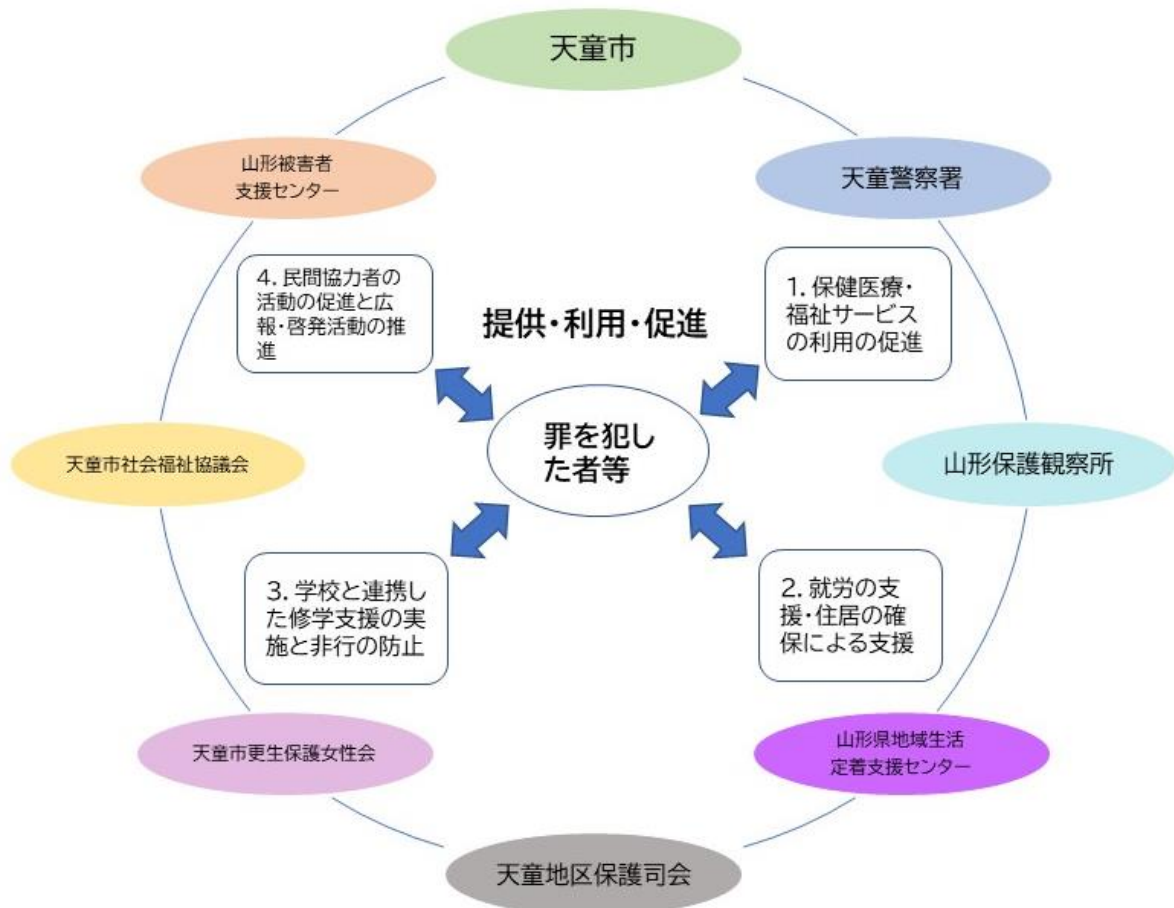 天童市
山形被害者
支援センター
天童警察署
4. 民間協力者の
活動の促進と広
報・啓発活動の推
進
提供・利用・促進
1. 保健医療・
福祉サービス
の利用の促進
罪を犯し
た者等
天童市社会福祉協議会
山形保護観察所
3. 学校と連携し
た修学支援の実
施と非行の防止
2. 就労の支
援・住居の確
保による支援
天童市更生保護女性会
山形県地域生活
定着支援センター
天童地区保護司会